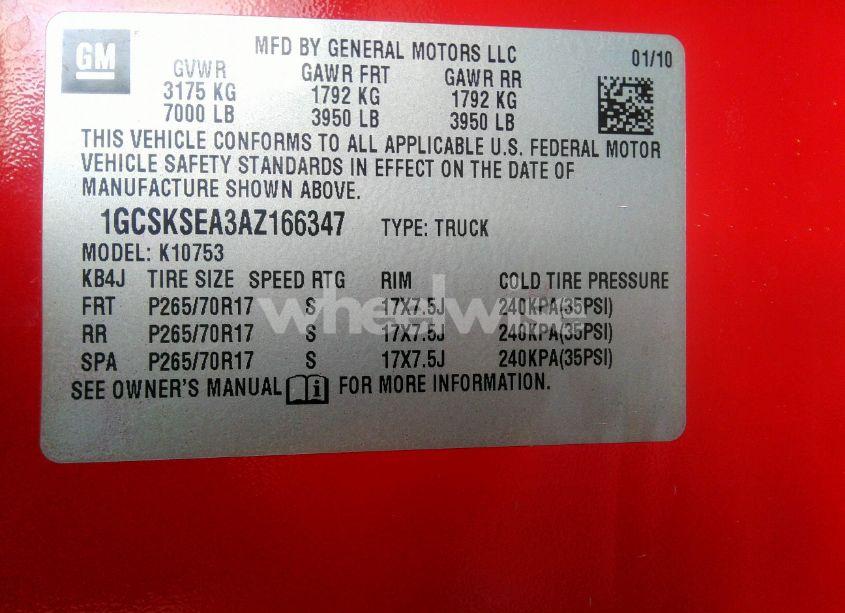 GM
MFD BY GENERAL MOTORS LLC 01/10
GVWR GAWR FRT GAWR RR
3175 KG 1792 KG 1792 KG
7000 LB 3950 LB 3950 LB
THIS VEHICLE CONFORMS TO ALL APPLICABLE U.S. FEDERAL MOTOR
VEHICLE SAFETY STANDARDS IN EFFECT ON THE DATE OF
MANUFACTURE SHOWN ABOVE.
1GCSKSEA3AZ166347 TYPE: TRUCK
MODEL: K10753
KB4J TIRE SIZE SPEED RTG RIM COLD TIRE PRESSURE
FRT P265/70R17 S 17X7.5J 240KPA(35PSI)
wheelwise
RR P265/70R17 S 17X7.5J 240KPA(35PSI)
SPA P265/70R17 S 17X7.5J 240KPA(35PSI)
SEE OWNER'S MANUAL i FOR MORE INFORMATION.